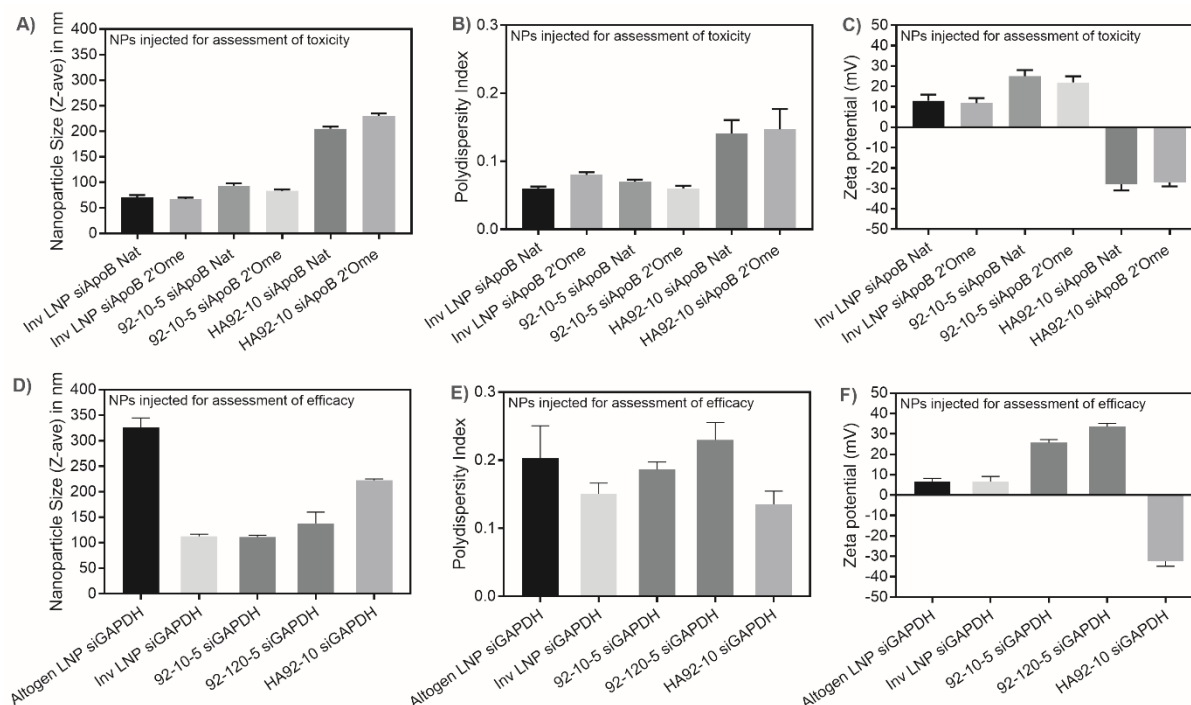 A)
Nanoparticle Size (Z-ave) in nm
400
350
300
250
200
150
100
50
0
NPs injected for assessment of toxicity
Inv LNP siApoB Nat
Inv LNP siApoB 2'Ome
92-10-5 siApoB Nat
92-10-5 siApoB 2'Ome
HA92-10 siApoB Nat
HA92-10 siApoB 2'Ome
B)
Polydispersity Index
0.3
0.2
0.1
0.0
NPs injected for assessment of toxicity
Inv LNP siApoB Nat
Inv LNP siApoB 2'Ome
92-10-5 siApoB Nat
92-10-5 siApoB 2'Ome
HA92-10 siApoB Nat
HA92-10 siApoB 2'Ome
C)
Zeta potential (mV)
50
40
30
20
10
0
-10
-20
-30
-40
-50
NPs injected for assessment of toxicity
Inv LNP siApoB Nat
Inv LNP siApoB 2'Ome
92-10-5 siApoB Nat
92-10-5 siApoB 2'Ome
HA92-10 siApoB Nat
HA92-10 siApoB 2'Ome
D)
Nanoparticle Size (Z-ave) in nm
400
350
300
250
200
150
100
50
0
NPs injected for assessment of efficacy
Altogen LNP siGAPDH
Inv LNP siGAPDH
92-10-5 siGAPDH
92-120-5 siGAPDH
HA92-10 siGAPDH
E)
Polydispersity Index
0.3
0.2
0.1
0.0
NPs injected for assessment of efficacy
Altogen LNP siGAPDH
Inv LNP siGAPDH
92-10-5 siGAPDH
92-120-5 siGAPDH
HA92-10 siGAPDH
F)
Zeta potential (mV)
50
40
30
20
10
0
-10
-20
-30
-40
-50
NPs injected for assessment of efficacy
Altogen LNP siGAPDH
Inv LNP siGAPDH
92-10-5 siGAPDH
92-120-5 siGAPDH
HA92-10 siGAPDH